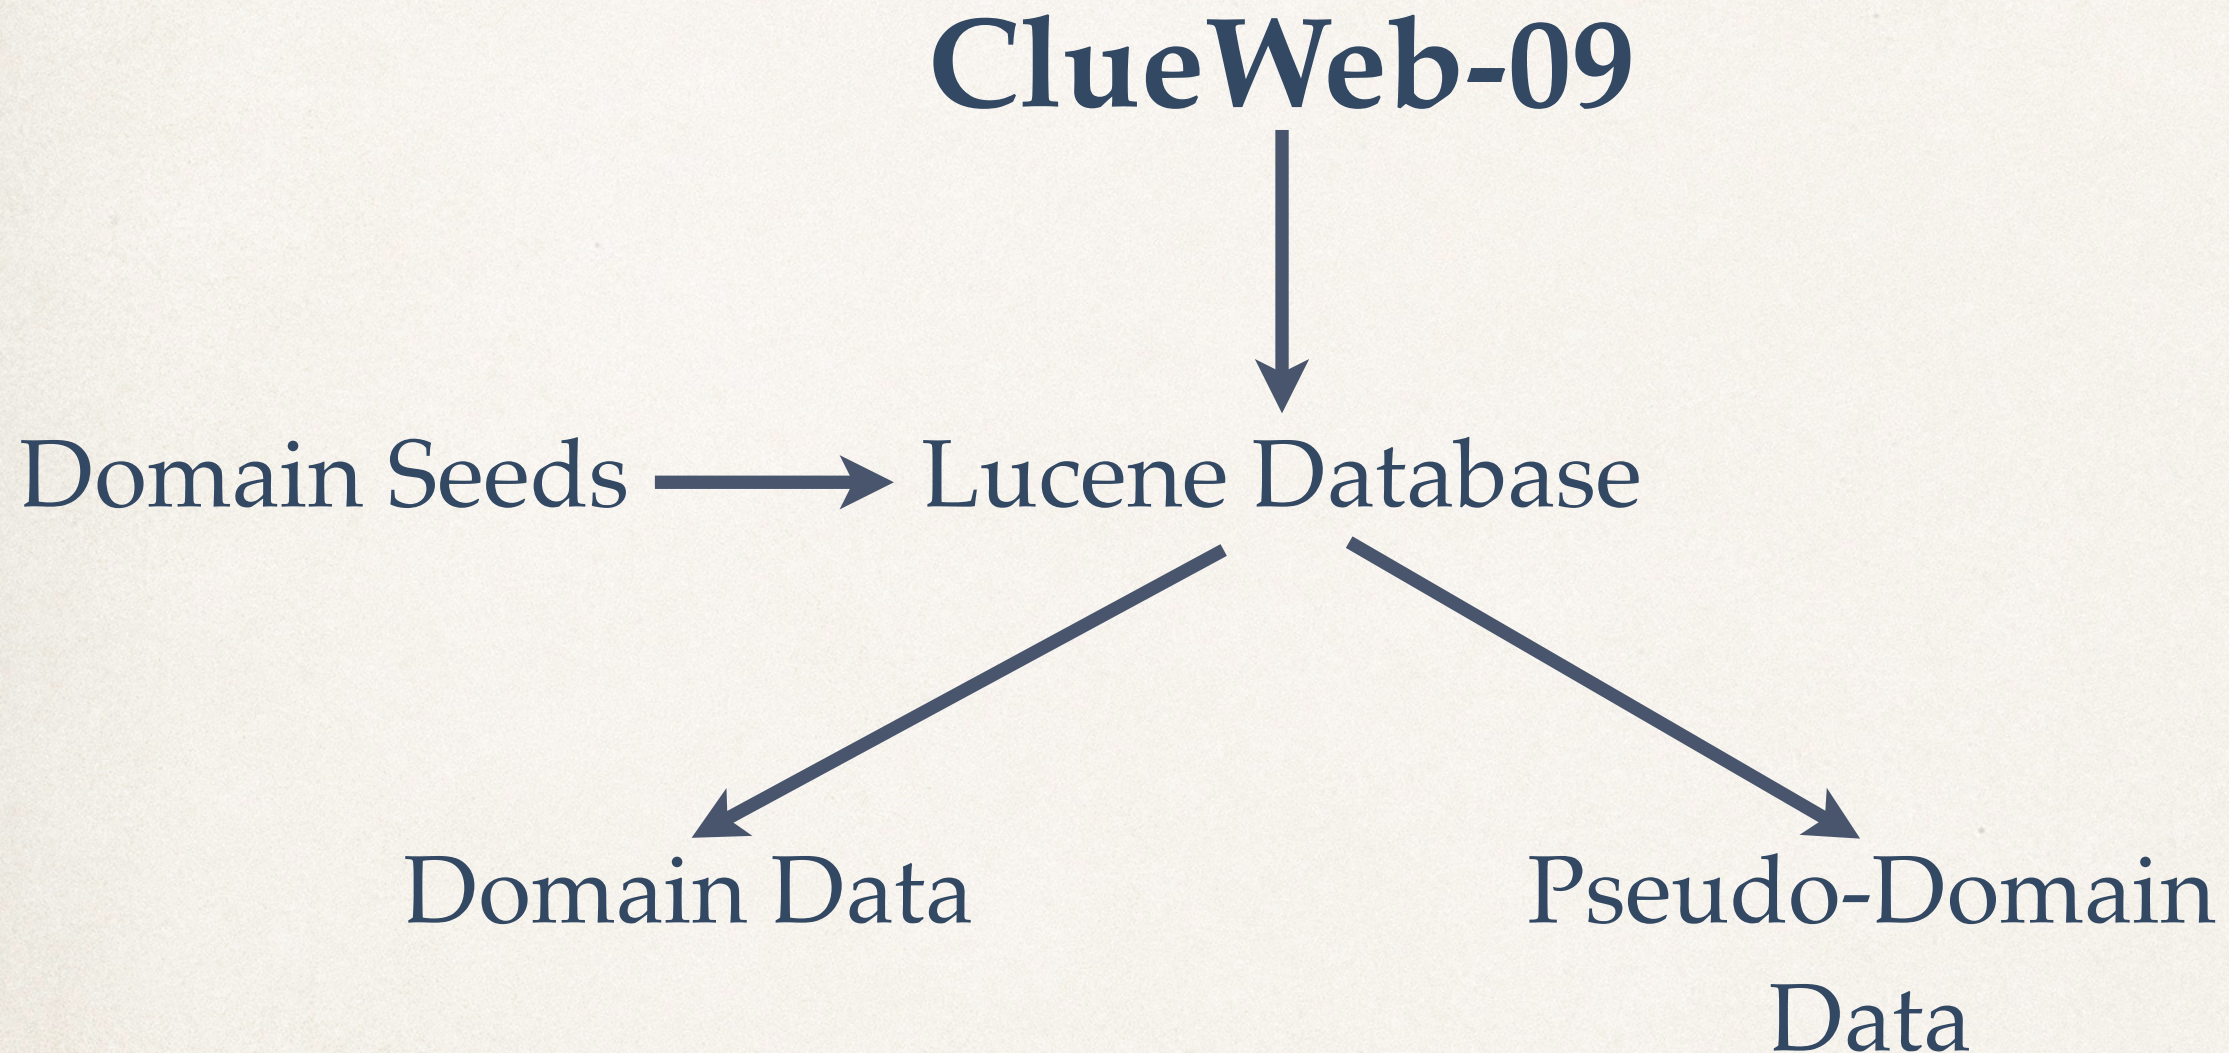 ClueWeb-09
Domain Seeds
Lucene Database
Domain Data
Pseudo-Domain
Data